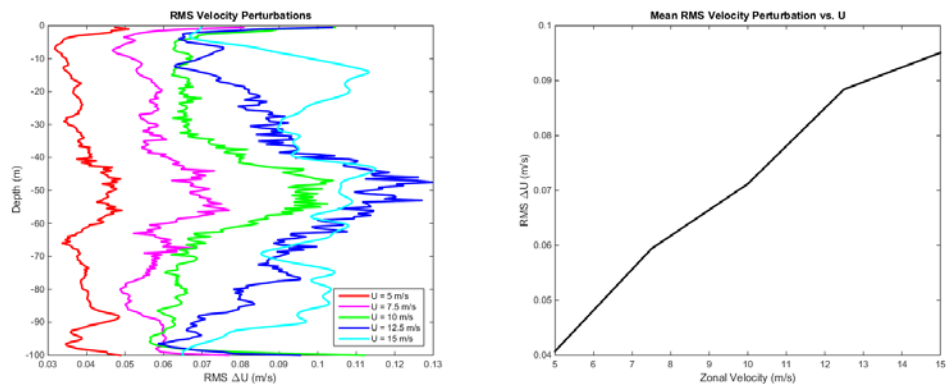 RMS Velocity Perturbations
0
-10
-20
-30
-40
-50
-60
-70
-80
-90
-100
Depth (m)
U = 5 m/s
U = 7.5 m/s
U = 10 m/s
U = 12.5 m/s
U = 15 m/s
0.03 0.04 0.05 0.06 0.07 0.08 0.09 0.1 0.11 0.12 0.13
RMS ΔU (m/s)
Mean RMS Velocity Perturbation vs. U
0.1
0.09
0.08
0.07
0.06
0.05
0.04
RMS ΔU (m/s)
5 6 7 8 9 10 11 12 13 14 15
Zonal Velocity (m/s)